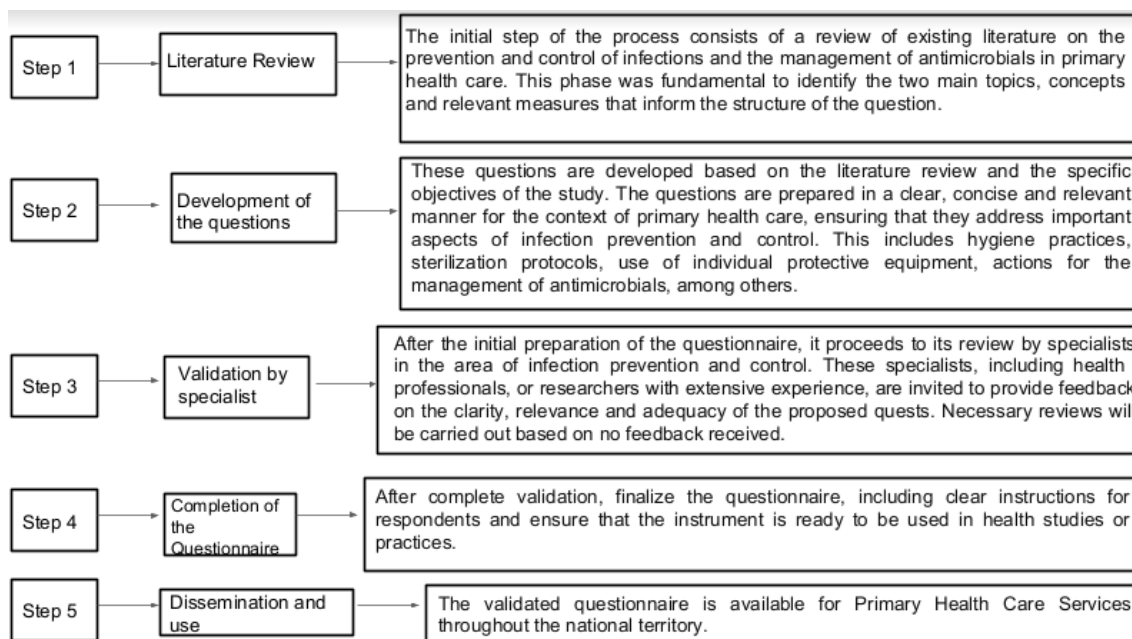 Step 1
Literature Review
The initial step of the process consists of a review of existing literature on the
prevention and control of infections and the management of antimicrobials in primary
health care. This phase was fundamental to identify the two main topics, concepts
and relevant measures that inform the structure of the question.
Step 2
Development of
the questions
These questions are developed based on the literature review and the specific
objectives of the study. The questions are prepared in a clear, concise and relevant
manner for the context of primary health care, ensuring that they address important
aspects of infection prevention and control. This includes hygiene practices,
sterilization protocols, use of individual protective equipment, actions for the
management of antimicrobials, among others.
Step 3
Validation by
specialist
After the initial preparation of the questionnaire, it proceeds to its review by specialists
in the area of infection prevention and control. These specialists, including health
professionals, or researchers with extensive experience, are invited to provide feedback
on the clarity, relevance and adequacy of the proposed quests. Necessary reviews wil
be carried out based on no feedback received.
Step 4
Completion of
the
Questionnaire
After complete validation, finalize the questionnaire, including clear instructions for
respondents and ensure that the instrument is ready to be used in health studies or
practices.
Step 5
Dissemination and
use
The validated questionnaire is available for Primary Health Care Services
throughout the national territory.